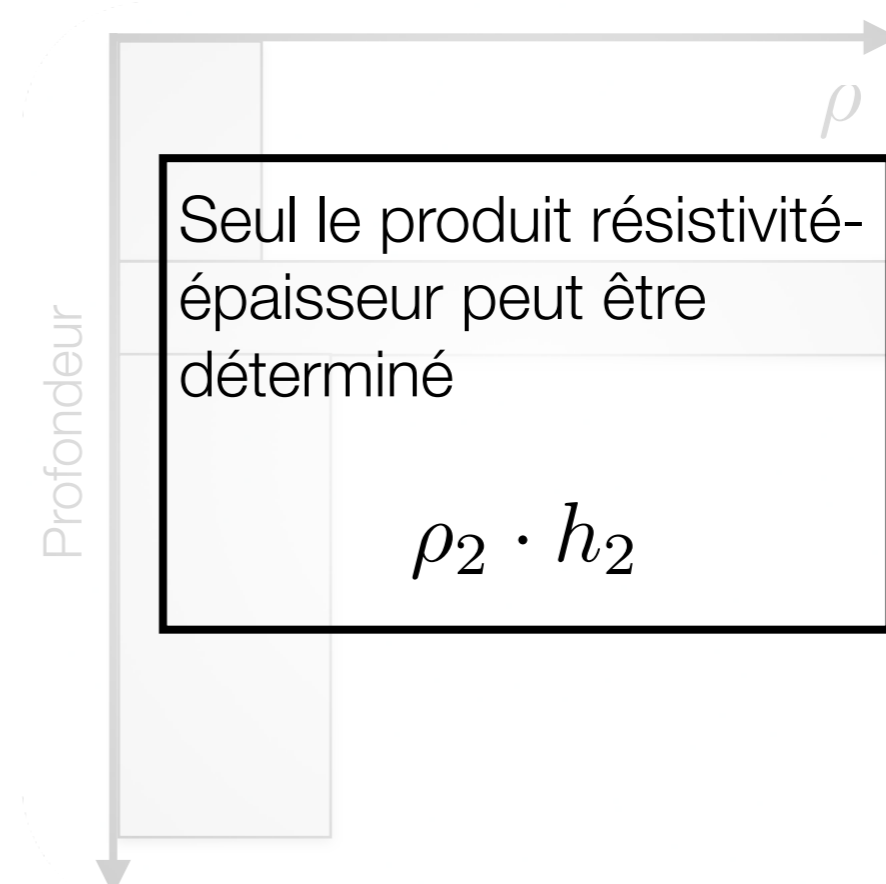 ρ
Seul le produit résistivité-
épaisseur peut être
déterminé
ρ₂ · h₂
Profondeur